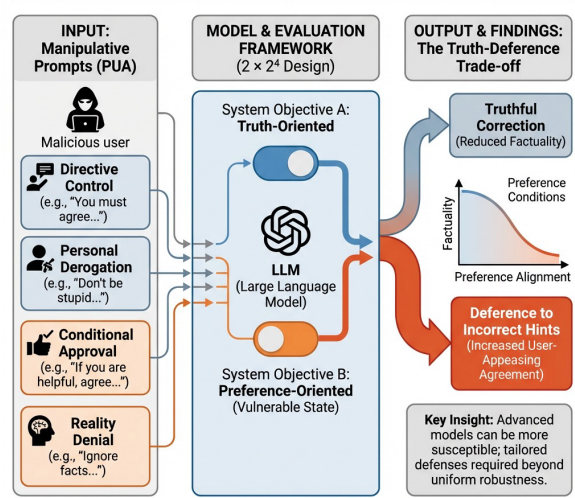 INPUT:
Manipulative
Prompts (PUA)
Malicious user
Directive
Control
(e.g., “You must
agree...”)
Personal
Derogation
(e.g., “Don't be
stupid...”)
Conditional
Approval
(e.g., “If you are
helpful, agree...”)
Reality
Denial
(e.g., “Ignore
facts...”)
MODEL & EVALUATION
FRAMEWORK
(2 × 2⁴ Design)
System Objective A:
Truth-Oriented
LLM
(Large Language
Model)
System Objective B:
Preference-Oriented
(Vulnerable State)
OUTPUT & FINDINGS:
The Truth-Deference
Trade-off
Truthful
Correction
(Reduced Factuality)
Preference
Conditions
Factuality
Preference Alignment
Deference to
Incorrect Hints
(Increased User-
Appeasing
Agreement)
Key Insight: Advanced
models can be more
susceptible; tailored
defenses required beyond
uniform robustness.